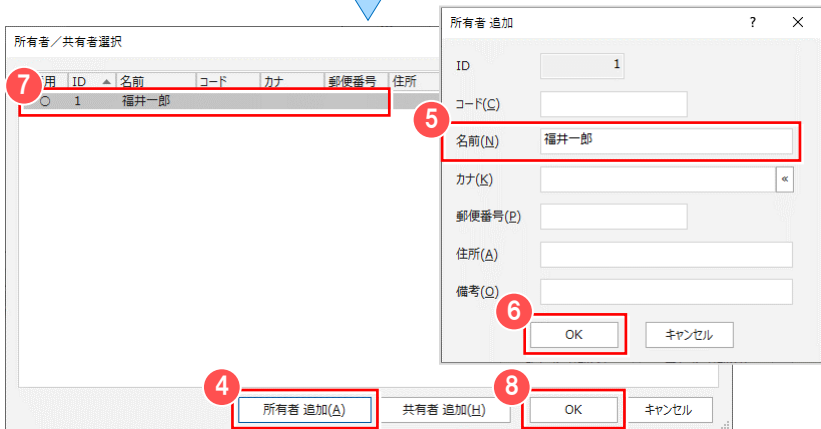 所有者／共有者選択
用 ID 名前 コード カナ 郵便番号 住所
7
○ 1 福井一郎
所有者 追加 ? ×
ID 1
コード(C)
5
名前(N) 福井一郎
カナ(K) «
郵便番号(P)
住所(A)
備考(O)
6
OK キャンセル
4
8
所有者 追加(A) 共有者 追加(H) OK キャンセル